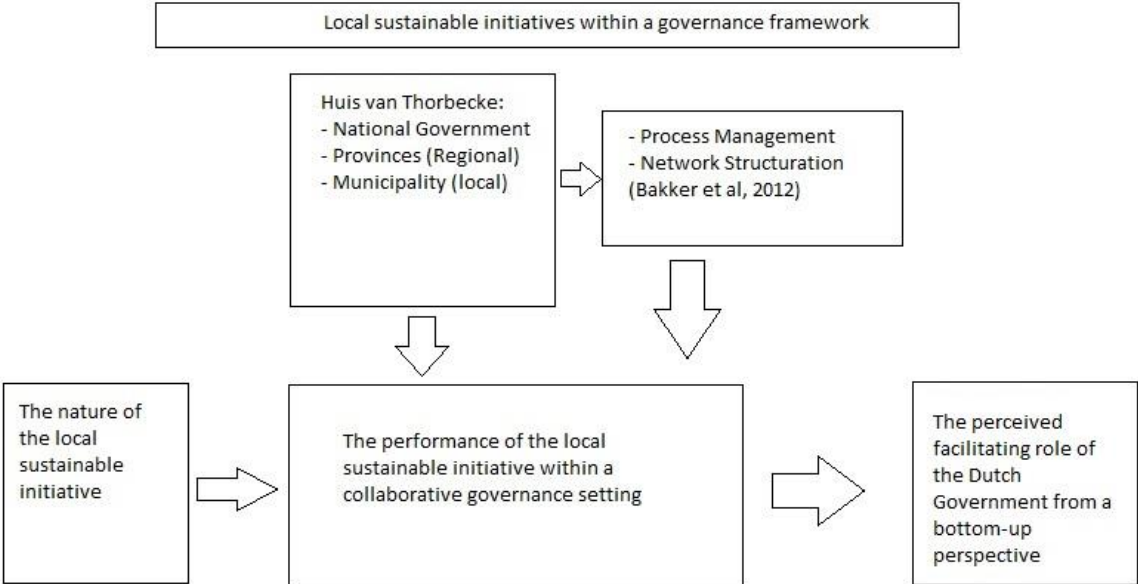 Local sustainable initiatives within a governance framework
Huis van Thorbecke:
- National Government
- Provinces (Regional)
- Municipality (local)
- Process Management
- Network Structuration
(Bakker et al, 2012)
The nature of
the local
sustainable
initiative
The performance of the local
sustainable initiative within a
collaborative governance setting
The perceived
facilitating role of
the Dutch
Government from a
bottom-up
perspective